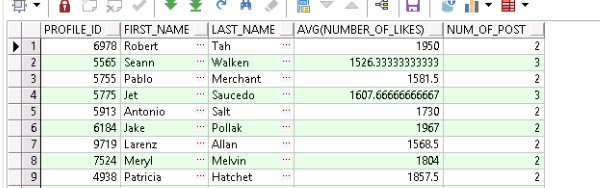 PROFILE_ID FIRST_NAME LAST_NAME AVG(NUMBER_OF_LIKES) NUM_OF_POST
1 6978 Robert ... Tah ... 1950 2
2 5565 Seann ... Walken ... 1526.33333333333 3
3 5755 Pablo ... Merchant ... 1581.5 2
4 5775 Jet ... Saucedo ... 1607.66666666667 3
5 5913 Antonio ... Salt ... 1730 2
6 6184 Jake ... Pollak ... 1967 2
7 9719 Larenz ... Allan ... 1568.5 2
8 7524 Meryl ... Melvin ... 1804 2
9 4938 Patricia ... Hatchet ... 1857.5 2